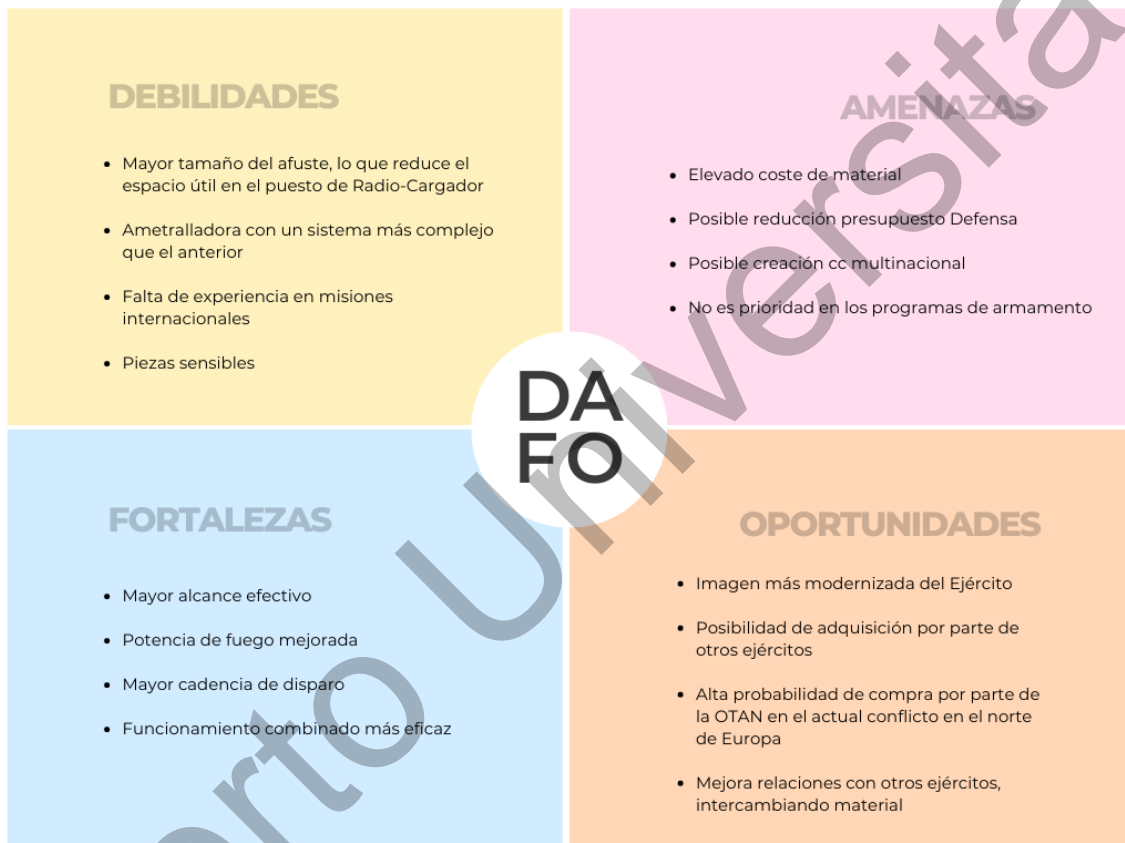 DEBILIDADES
• Mayor tamaño del afuste, lo que reduce el
espacio útil en el puesto de Radio-Cargador
• Ametralladora con un sistema más complejo
que el anterior
• Falta de experiencia en misiones
internacionales
• Piezas sensibles
AMENAZAS
• Elevado coste de material
• Posible reducción presupuesto Defensa
• Posible creación cc multinacional
• No es prioridad en los programas de armamento
DA
FO
FORTALEZAS
• Mayor alcance efectivo
• Potencia de fuego mejorada
• Mayor cadencia de disparo
• Funcionamiento combinado más eficaz
OPORTUNIDADES
• Imagen más modernizada del Ejército
• Posibilidad de adquisición por parte de
otros ejércitos
• Alta probabilidad de compra por parte de
la OTAN en el actual conflicto en el norte
de Europa
• Mejora relaciones con otros ejércitos,
intercambiando material
erto Universita